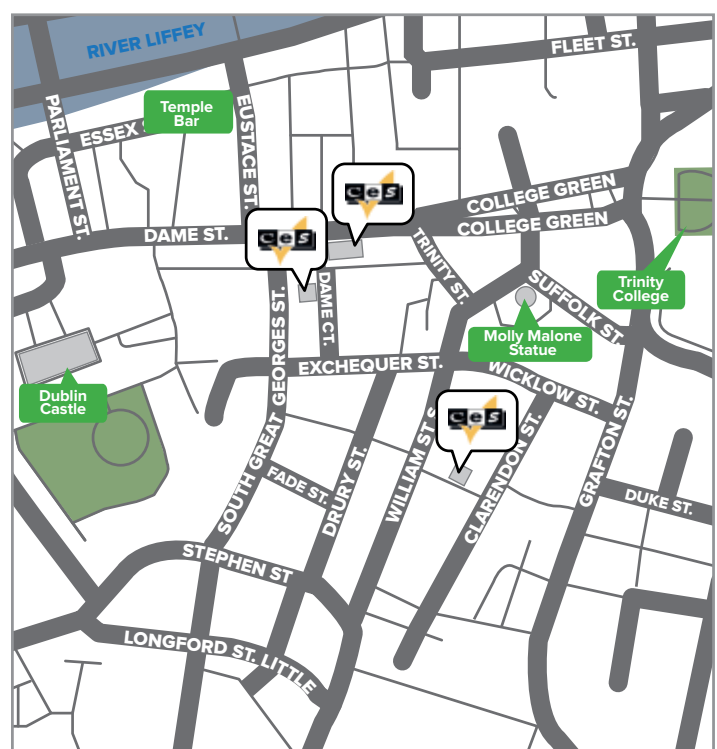 RIVER LIFFEY
FLEET ST.
PARLIAMENT ST.
ESSEX
Temple
Bar
EUSTACE ST.
COLLEGE GREEN
COLLEGE GREEN
DAME ST.
ces
ces
TRINITY ST.
SUFFOLK ST.
Trinity
College
DAME CT.
Molly Malone
Statue
EXCHEQUER ST.
WICKLOW ST.
Dublin
Castle
SOUTH GREAT GEORGES ST.
ces
FADE ST.
DRURY ST.
WILLIAM ST S
CLARENDON ST.
GRAFTON ST.
DUKE ST.
STEPHEN ST
LONGFORD ST. LITTLE